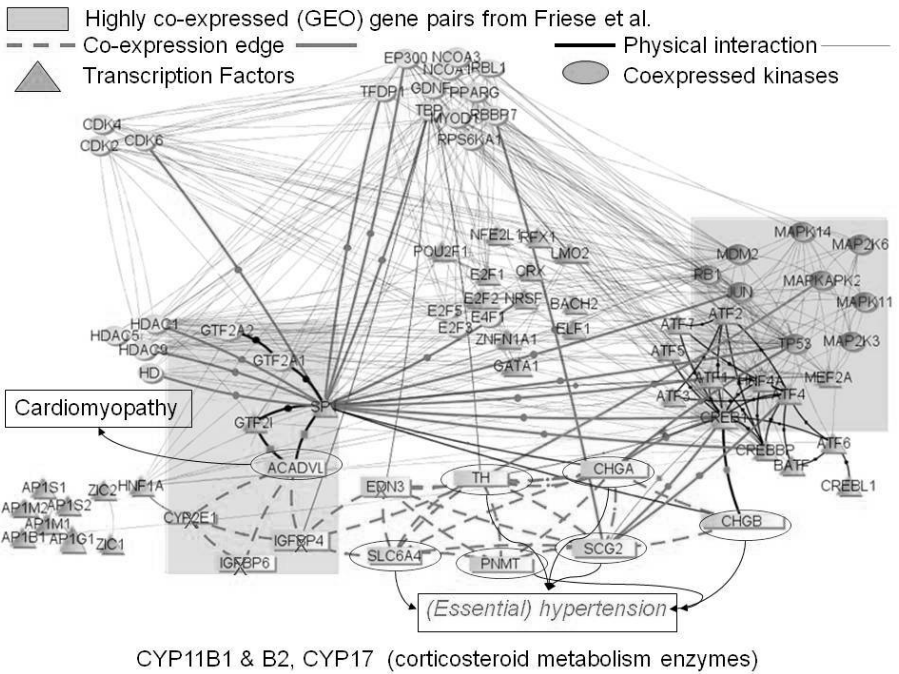 Highly co-expressed (GEO) gene pairs from Friese et al.
Co-expression edge
Physical interaction
Transcription Factors
Coexpressed kinases
EP300
NCOA3
NCOA1
RBL1
TFDP1
GDNF
PPARG
TBP
MYOD1
RBBP7
RPS6KA1
CDK4
CDK2
CDK6
NFE2L1
RFX1
POU2F1
LMO2
E2F1
CRX
E2F2
NRSF
BACH2
E2F5
E4F1
E2F3
ELF1
ZNFN1A1
GATA1
MAPK14
MDM2
MAP2K6
RB1
MAPKAPK2
JUN
MAPK11
ATF2
ATF7
TP53
MAP2K3
ATF5
ATF1
HNF4A
MEF2A
ATF3
ATF4
CREB
CREBBP
ATF6
BATF
CREBL1
HDAC1
HDAC5
HDAC9
HD
GTF2A2
GTF2A1
SP1
GTF2I
Cardiomyopathy
ACADVL
AP1S1
ZIC2
HNF1A
AP1M2
AP1S2
AP1M1
AP1B1
AP1G1
ZIC1
CYP2E1
IGFBP4
IGFBP6
EDN3
TH
CHGA
CHGB
SLC6A4
PNMT
SCG2
(Essential) hypertension
CYP11B1 & B2, CYP17 (corticosteroid metabolism enzymes)